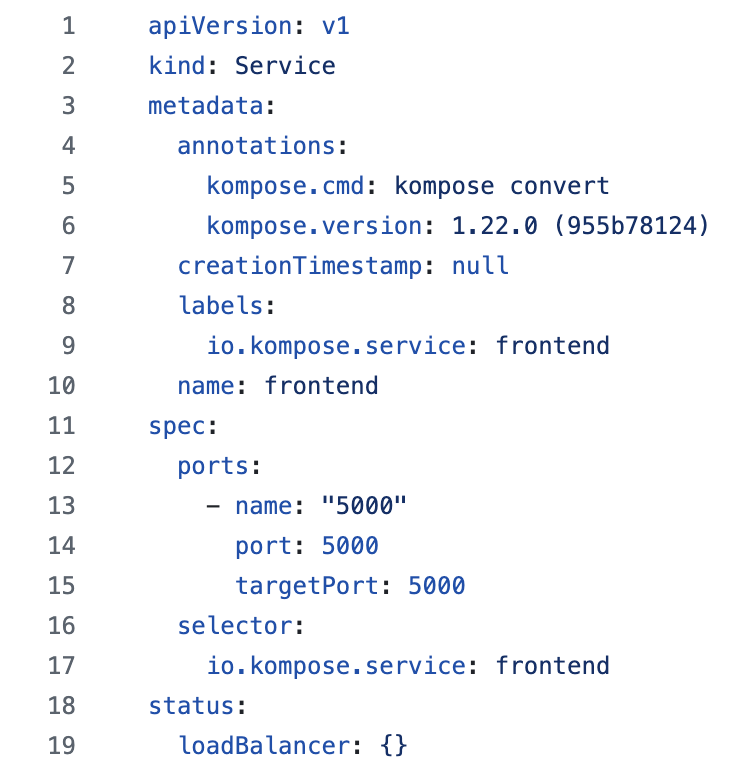 1 apiVersion: v1
2 kind: Service
3 metadata:
4   annotations:
5     kompose.cmd: kompose convert
6     kompose.version: 1.22.0 (955b78124)
7   creationTimestamp: null
8   labels:
9     io.kompose.service: frontend
10   name: frontend
11 spec:
12   ports:
13     - name: "5000"
14       port: 5000
15       targetPort: 5000
16   selector:
17     io.kompose.service: frontend
18 status:
19   loadBalancer: {}